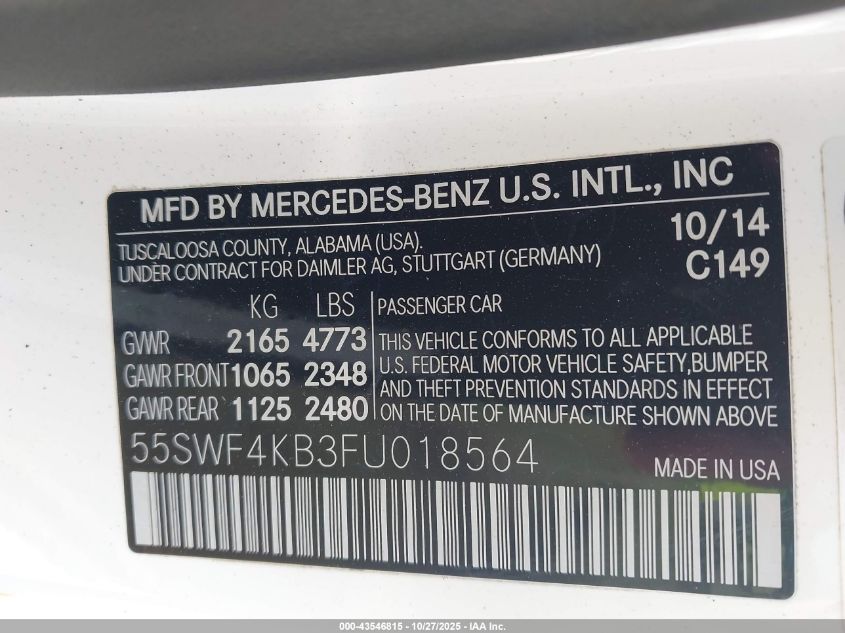 MFD BY MERCEDES-BENZ U.S. INTL., INC
TUSCALOOSA COUNTY, ALABAMA (USA).
UNDER CONTRACT FOR DAIMLER AG, STUTTGART (GERMANY)
10/14
C149
KG LBS
GVWR 2165 4773
GAWR FRONT 1065 2348
GAWR REAR 1125 2480
PASSENGER CAR
THIS VEHICLE CONFORMS TO ALL APPLICABLE
U.S. FEDERAL MOTOR VEHICLE SAFETY,BUMPER
AND THEFT PREVENTION STANDARDS IN EFFECT
ON THE DATE OF MANUFACTURE SHOWN ABOVE
55SWF4KB3FU018564
MADE IN USA
000-43546815 - 10/27/2025 - IAA Inc.